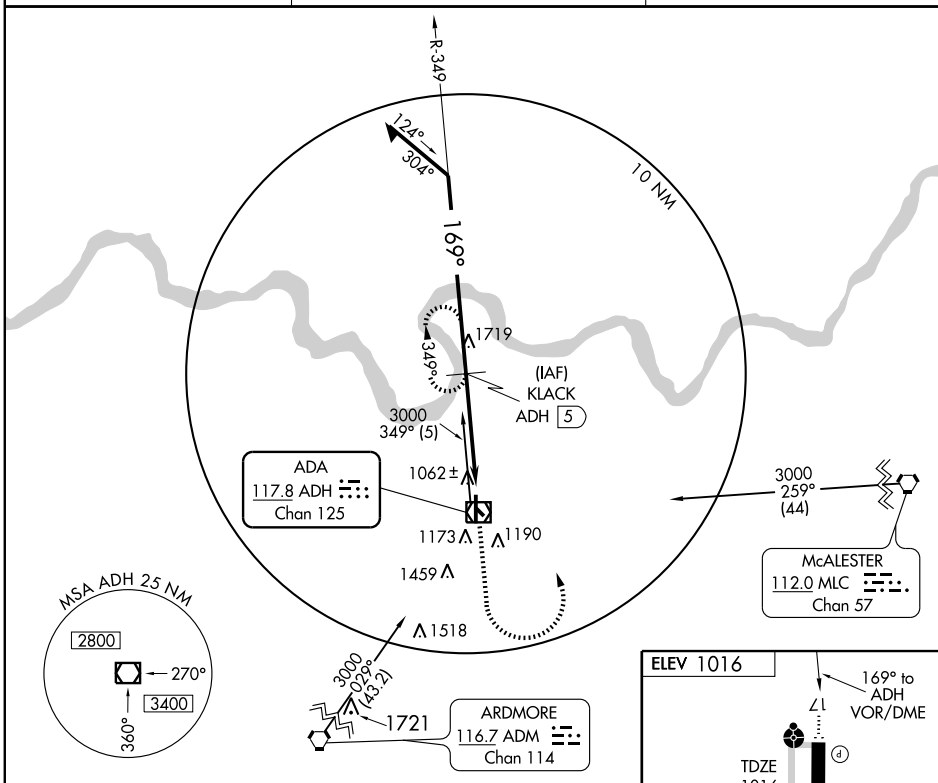 R-349
124°
304°
10 NM
169°
1719
349°
(IAF)
KLACK
ADH 5
3000
349° (5)
ADA
117.8 ADH
Chan 125
1062±
3000
259°
(44)
1173
1190
McALESTER
112.0 MLC
Chan 57
1459
MSA ADH 25 NM
1518
2800
270°
3400
360°
3000
029°
(43.2)
1721
ARDMORE
116.7 ADM
Chan 114
ELEV 1016
169° to
ADH
VOR/DME
17
P
TDZE
1016